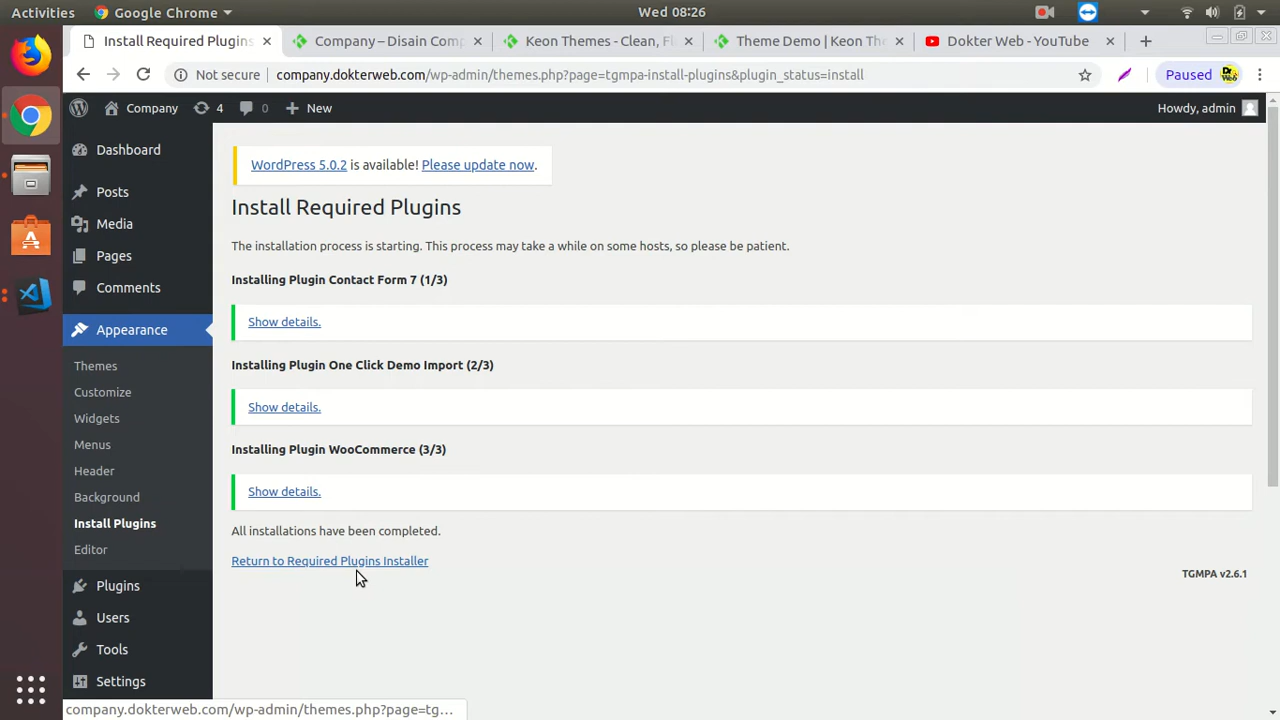 Activities
Google Chrome
Wed 08:26
Install Required Plugins
Company – Disain Com
Keon Themes - Clean, Fl
Theme Demo | Keon The
Dokter Web - YouTube
Not secure
company.dokterweb.com/wp-admin/themes.php?page=tgmpa-install-plugins&plugin_status=install
Paused
Company
4
0
New
Howdy, admin
Dashboard
Posts
Media
Pages
Comments
Appearance
Themes
Customize
Widgets
Menus
Header
Background
Install Plugins
Editor
Plugins
Users
Tools
Settings
WordPress 5.0.2 is available! Please update now.
Install Required Plugins
The installation process is starting. This process may take a while on some hosts, so please be patient.
Installing Plugin Contact Form 7 (1/3)
Show details.
Installing Plugin One Click Demo Import (2/3)
Show details.
Installing Plugin WooCommerce (3/3)
Show details.
All installations have been completed.
Return to Required Plugins Installer
TGMPA v2.6.1
company.dokterweb.com/wp-admin/themes.php?page=tg...